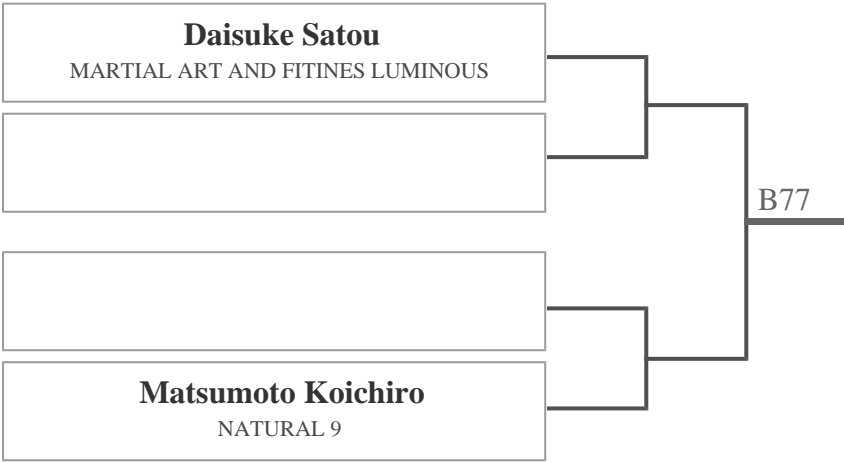 Daisuke Satou
MARTIAL ART AND FITINES LUMINOUS
B77
Matsumoto Koichiro
NATURAL 9